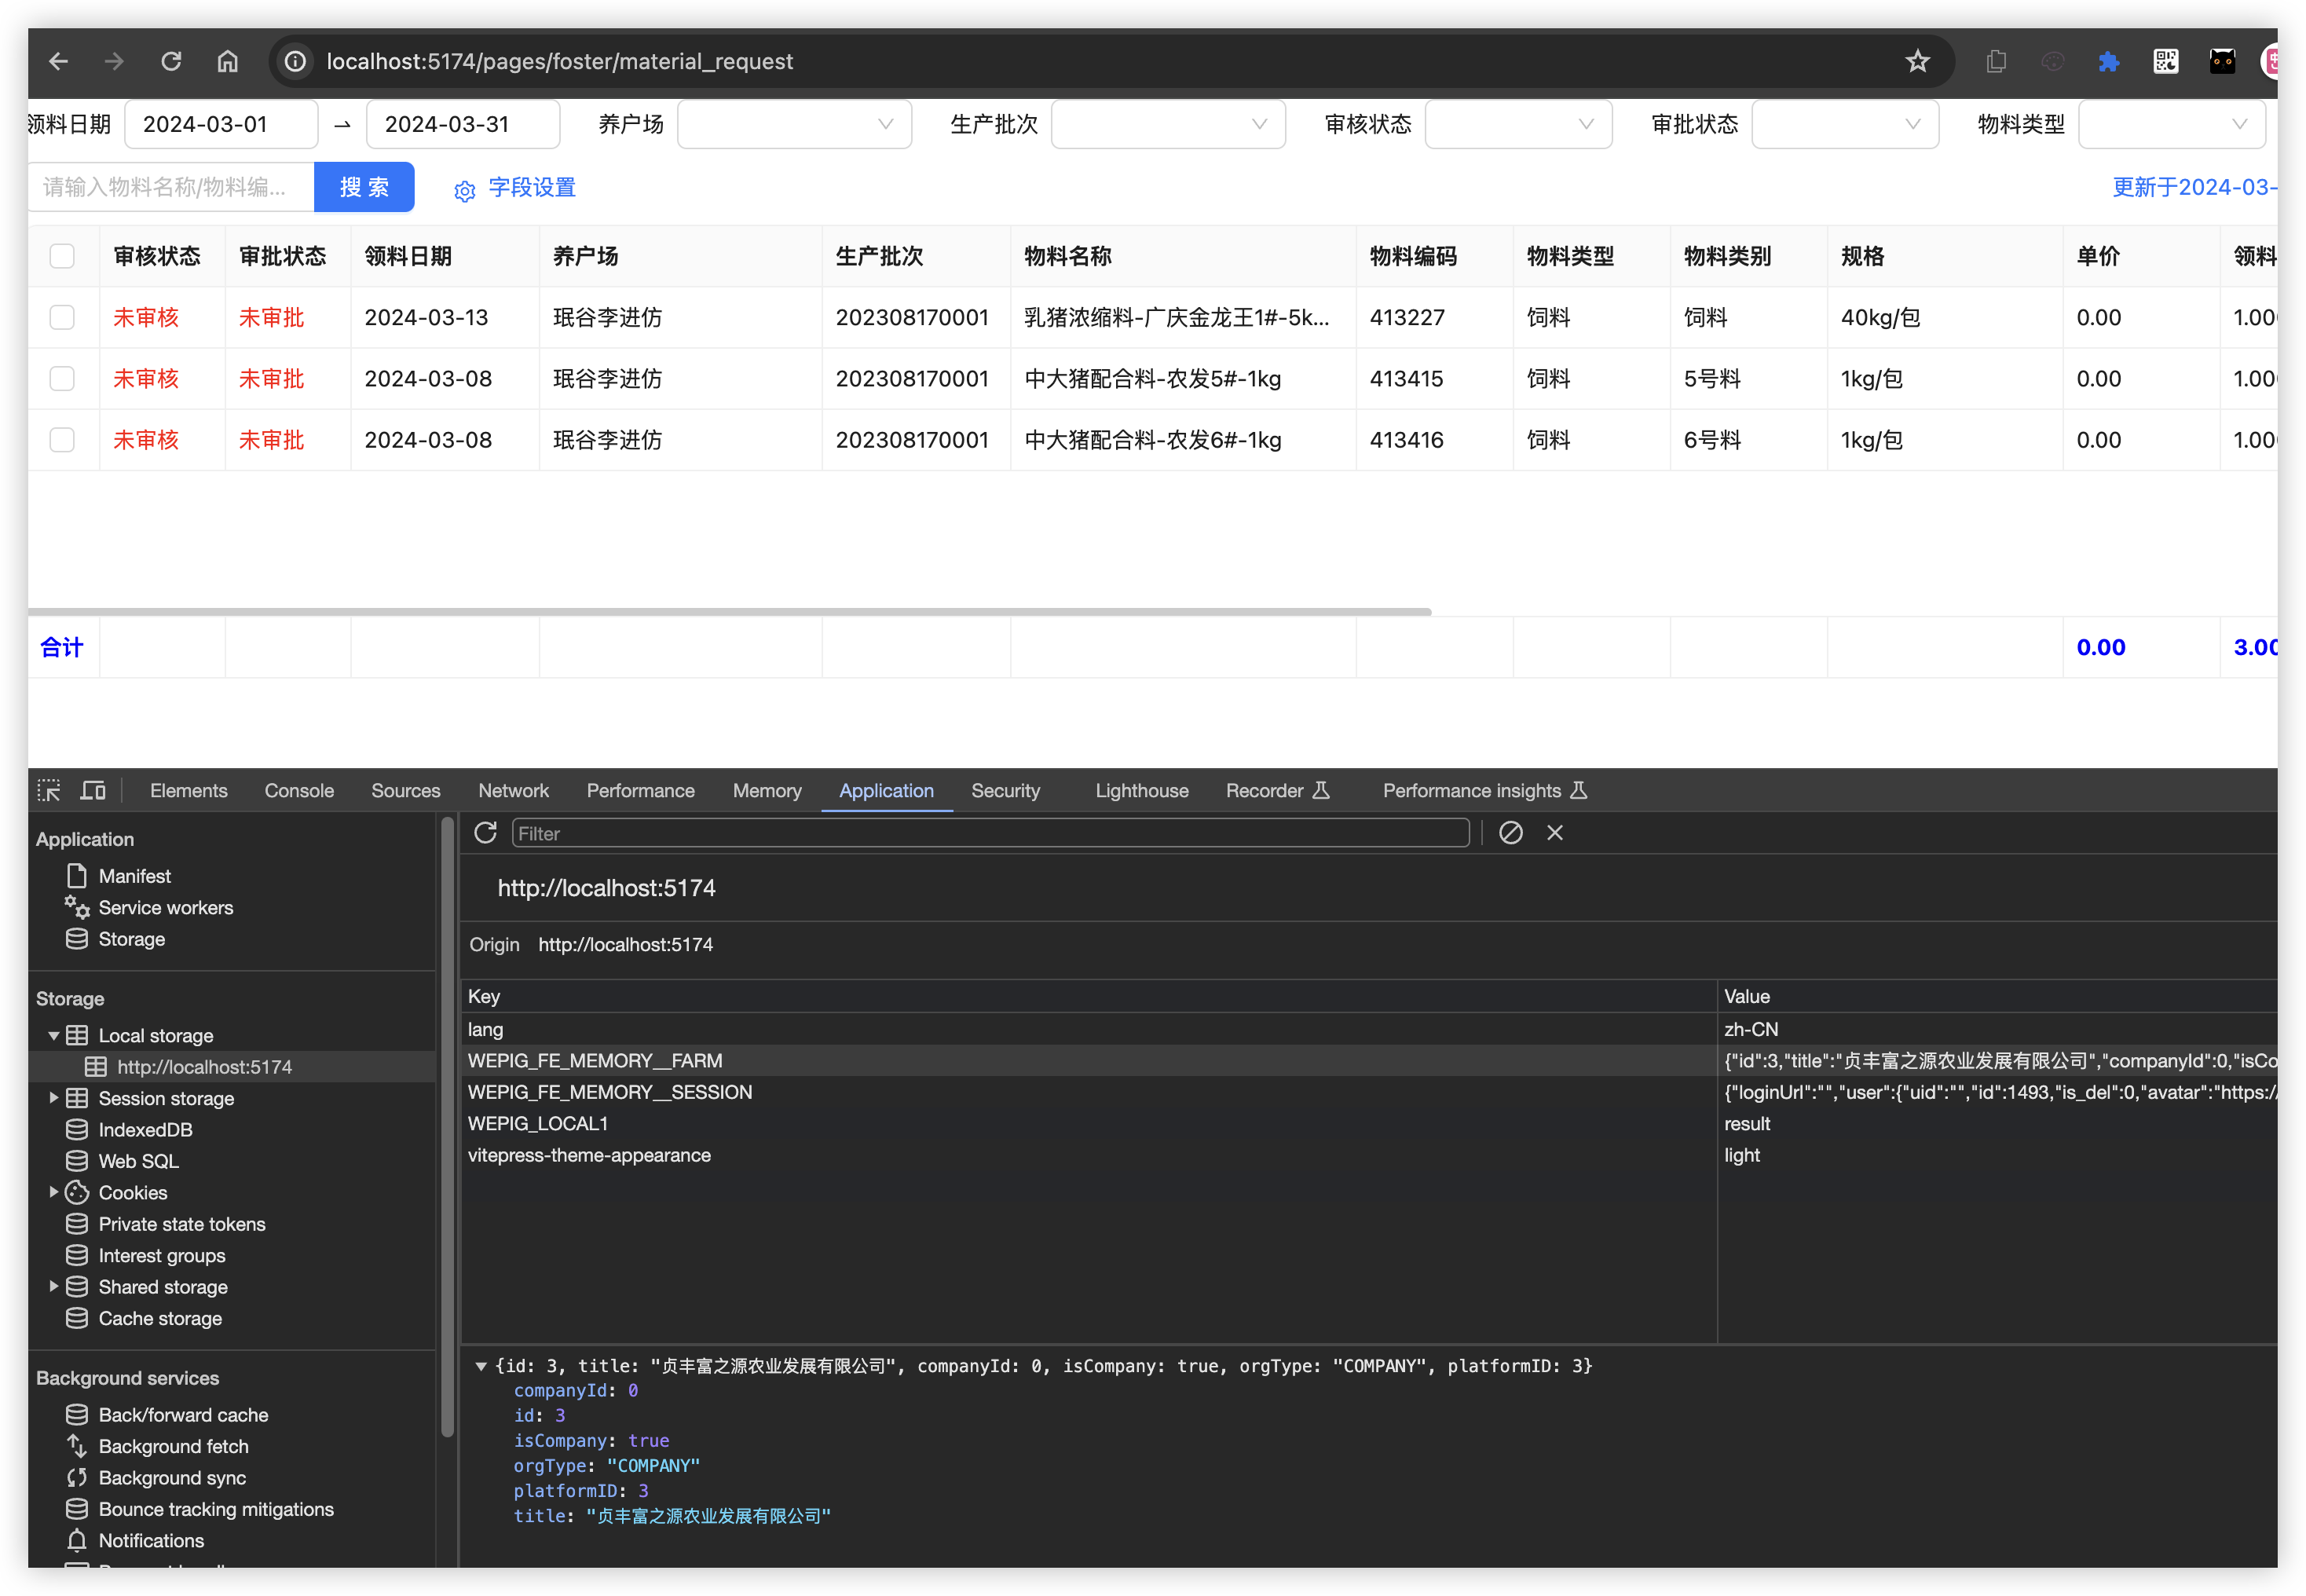 localhost:5174/pages/foster/material_request
领料日期 2024-03-01 → 2024-03-31 养户场 生产批次 审核状态 审批状态 物料类型
请输入物料名称/物料编... 搜 索 字段设置 更新于2024-03-
审核状态 审批状态 领料日期 养户场 生产批次 物料名称 物料编码 物料类型 物料类别 规格 单价 领料
未审核 未审批 2024-03-13 珉谷李进仿 202308170001 乳猪浓缩料-广庆金龙王1#-5k... 413227 饲料 饲料 40kg/包 0.00 1.00
未审核 未审批 2024-03-08 珉谷李进仿 202308170001 中大猪配合料-农发5#-1kg 413415 饲料 5号料 1kg/包 0.00 1.00
未审核 未审批 2024-03-08 珉谷李进仿 202308170001 中大猪配合料-农发6#-1kg 413416 饲料 6号料 1kg/包 0.00 1.00
合计 0.00 3.00
Elements Console Sources Network Performance Memory Application Security Lighthouse Recorder Performance insights
Application
Manifest
Service workers
Storage
Storage
Local storage
http://localhost:5174
Session storage
IndexedDB
Web SQL
Cookies
Private state tokens
Interest groups
Shared storage
Cache storage
Background services
Back/forward cache
Background fetch
Background sync
Bounce tracking mitigations
Notifications
Filter
http://localhost:5174
Origin http://localhost:5174
Key Value
lang zh-CN
WEPIG_FE_MEMORY__FARM {"id":3,"title":"贞丰富之源农业发展有限公司","companyId":0,"isCo
WEPIG_FE_MEMORY__SESSION {"loginUrl":"","user":{"uid":"","id":1493,"is_del":0,"avatar":"https:/
WEPIG_LOCAL1 result
vitepress-theme-appearance light
{id: 3, title: "贞丰富之源农业发展有限公司", companyId: 0, isCompany: true, orgType: "COMPANY", platformID: 3}
companyId: 0
id: 3
isCompany: true
orgType: "COMPANY"
platformID: 3
title: "贞丰富之源农业发展有限公司"